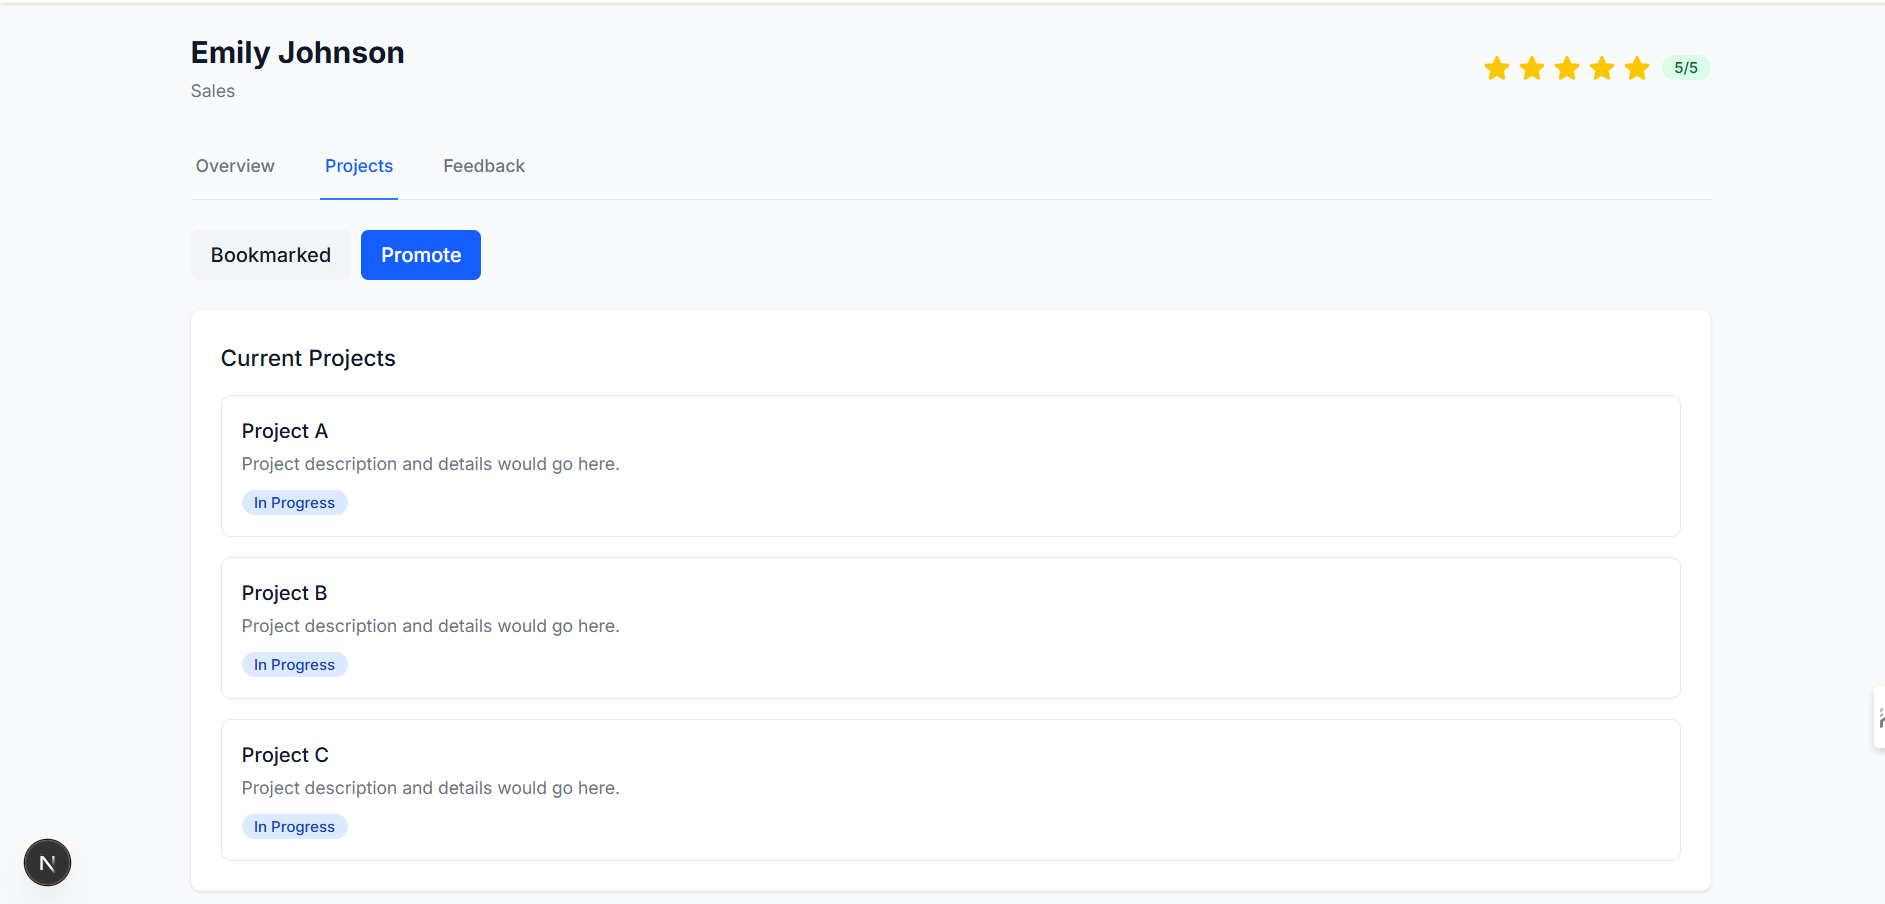 Emily Johnson
Sales
5/5
Overview Projects Feedback
Bookmarked Promote
Current Projects
Project A
Project description and details would go here.
In Progress
Project B
Project description and details would go here.
In Progress
Project C
Project description and details would go here.
In Progress
N